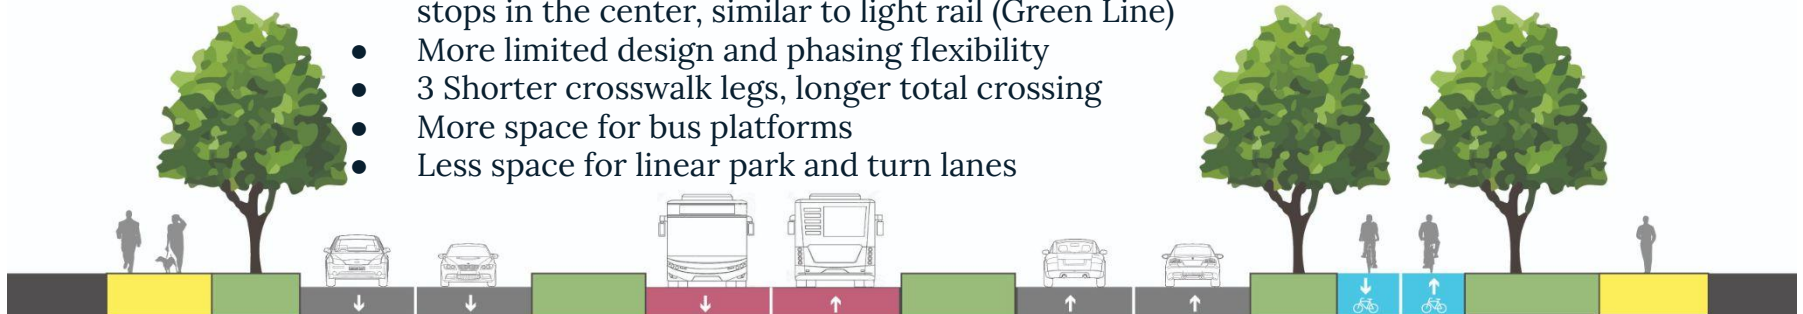 stops in the center, similar to light rail (Green Line)
● More limited design and phasing flexibility
● 3 Shorter crosswalk legs, longer total crossing
● More space for bus platforms
● Less space for linear park and turn lanes